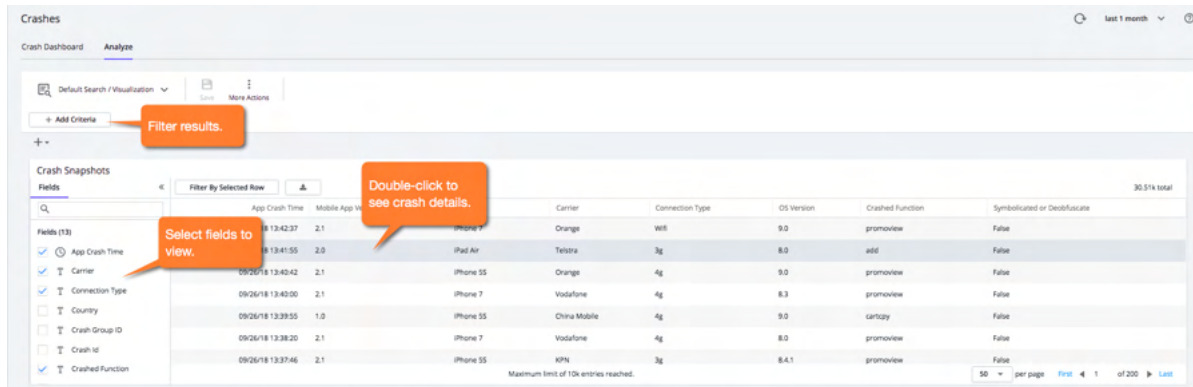 Crashes
last 1 month
Crash Dashboard Analyze
Default Search / Visualization
Save More Actions
+ Add Criteria
Filter results.
Crash Snapshots
Fields « Filter By Selected Row
Double-click to
see crash details.
30.51k total
App Crash Time Mobile App Ve Carrier Connection Type OS Version Crashed Function Symbolicated or Deobfuscate
Fields (13)
Select fields to
view.
8 13:42:37 2.1 iPhone 7 Orange Wifi 9.0 promoview False
App Crash Time 8 13:41:55 2.0 iPad Air Telstra 3g 8.0 add False
Carrier 09/26/18 13:40:42 2.1 iPhone 5S Orange 4g 9.0 promoview False
Connection Type 09/26/18 13:40:00 2.1 iPhone 7 Vodafone 4g 8.3 promoview False
Country 09/26/18 13:39:55 1.0 iPhone 5S China Mobile 4g 9.0 cartcpy False
Crash Group ID
Crash Id 09/26/18 13:38:20 2.1 iPhone 7 Vodafone 4g 8.0 promoview False
Crashed Function 09/26/18 13:37:46 2.1 iPhone 5S KPN 3g 8.4.1 promoview False
Maximum limit of 10k entries reached.
50 per page First 1 of 200 Last